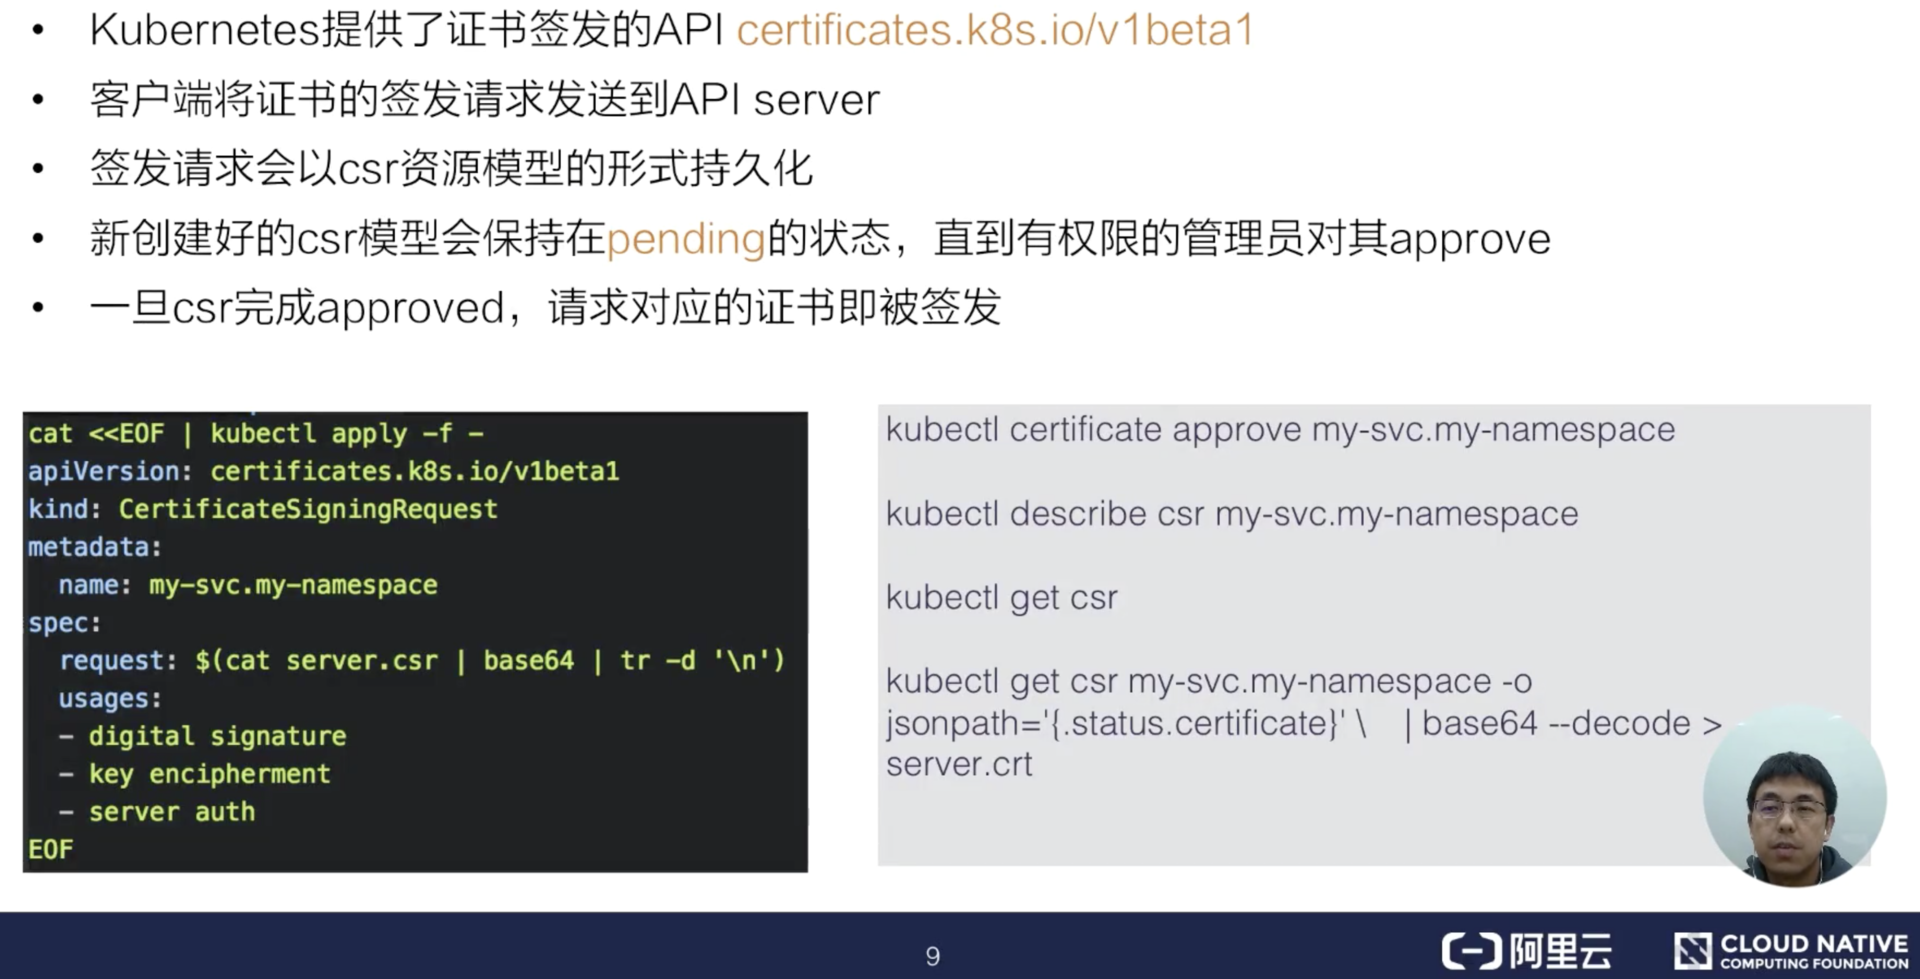 • Kubernetes提供了证书签发的API certificates.k8s.io/v1beta1
• 客户端将证书的签发请求发送到API server
• 签发请求会以csr资源模型的形式持久化
• 新创建好的csr模型会保持在pending的状态，直到有权限的管理员对其approve
• 一旦csr完成approved，请求对应的证书即被签发
cat <<EOF | kubectl apply -f -
apiVersion: certificates.k8s.io/v1beta1
kind: CertificateSigningRequest
metadata:
  name: my-svc.my-namespace
spec:
  request: $(cat server.csr | base64 | tr -d '\n')
  usages:
  - digital signature
  - key encipherment
  - server auth
EOF
kubectl certificate approve my-svc.my-namespace
kubectl describe csr my-svc.my-namespace
kubectl get csr
kubectl get csr my-svc.my-namespace -o
jsonpath='{.status.certificate}' \ | base64 --decode >
server.crt
9
阿里云
CLOUD NATIVE
COMPUTING FOUNDATION